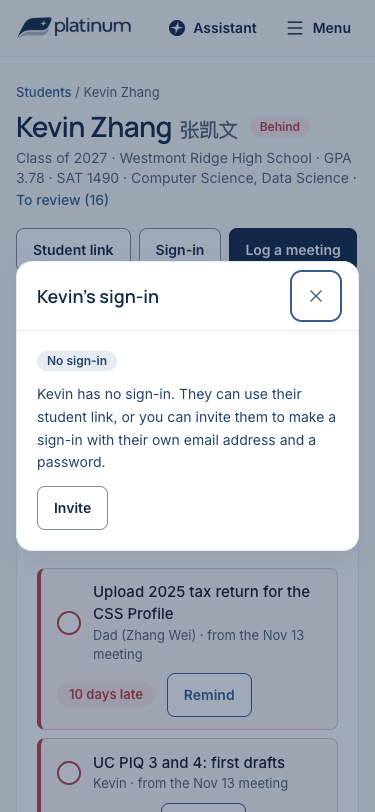 platinum
Assistant
Menu
Students / Kevin Zhang
Kevin Zhang 张凯文 Behind
Class of 2027 · Westmont Ridge High School · GPA
3.78 · SAT 1490 · Computer Science, Data Science ·
To review (16)
Student link
Sign-in
Log a meeting
Kevin's sign-in
No sign-in
Kevin has no sign-in. They can use their
student link, or you can invite them to make a
sign-in with their own email address and a
password.
Invite
Upload 2025 tax return for the
CSS Profile
Dad (Zhang Wei) · from the Nov 13
meeting
10 days late
Remind
UC PIQ 3 and 4: first drafts
Kevin · from the Nov 13 meeting